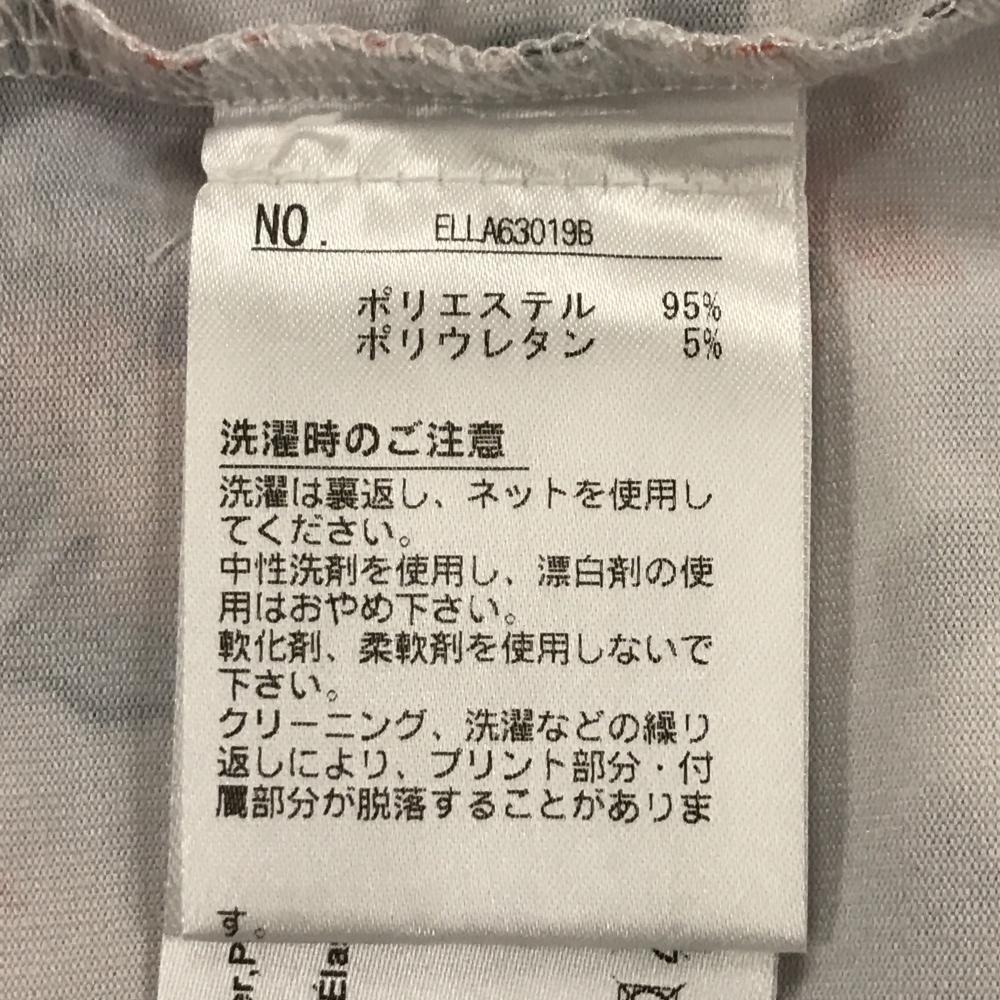 NO. ELLA63019B
ポリエステル 95%
ポリウレタン 5%
洗濯時のご注意
洗濯は裏返し、ネットを使用し
てください。
中性洗剤を使用し、漂白剤の使
用はおやめ下さい。
軟化剤、柔軟剤を使用しないで
下さい。
クリーニング、洗濯などの繰り
返しにより、プリント部分・付
属部分が脱落することがありま
す。
er,P
Ela